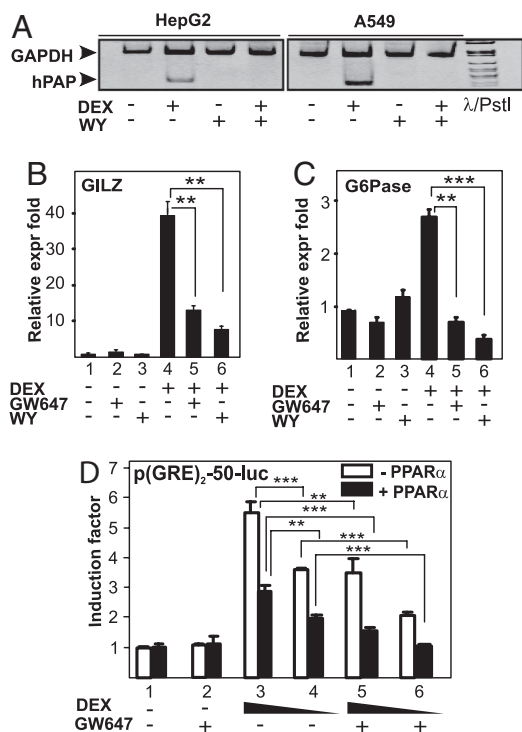 A
HepG2 A549
GAPDH
hPAP
DEX - + - + - + - +
WY - - + + - - + +
λ/PstI
B
GILZ
Relative expr fold
40
30
20
10
**
**
1 2 3 4 5 6
DEX - - - + + +
GW647 - + - - + -
WY - - + - - +
C
G6Pase
Relative expr fold
3
2
1
***
**
1 2 3 4 5 6
DEX - - - + + +
GW647 - + - - + -
WY - - + - - +
D
p(GRE)2-50-luc
- PPARα
+ PPARα
Induction factor
7
6
5
4
3
2
1
***
**
***
**
***
***
1 2 3 4 5 6
DEX - -
GW647 - + - - + +